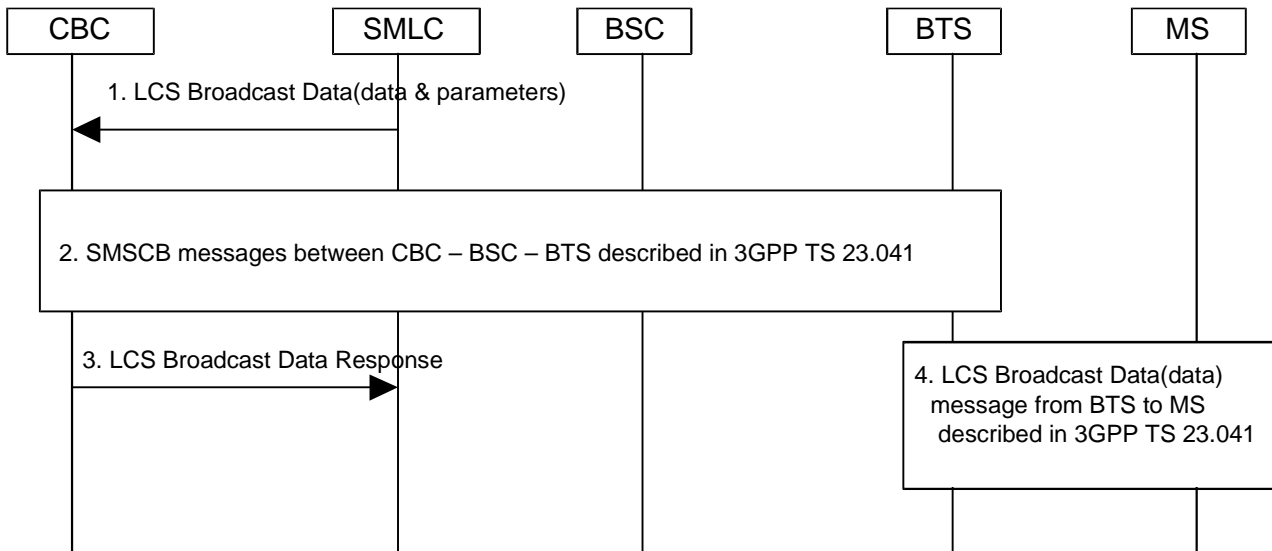 CBC
SMLC
BSC
BTS
MS
1. LCS Broadcast Data(data & parameters)
2. SMSCB messages between CBC – BSC – BTS described in 3GPP TS 23.041
3. LCS Broadcast Data Response
4. LCS Broadcast Data(data)
message from BTS to MS
described in 3GPP TS 23.041